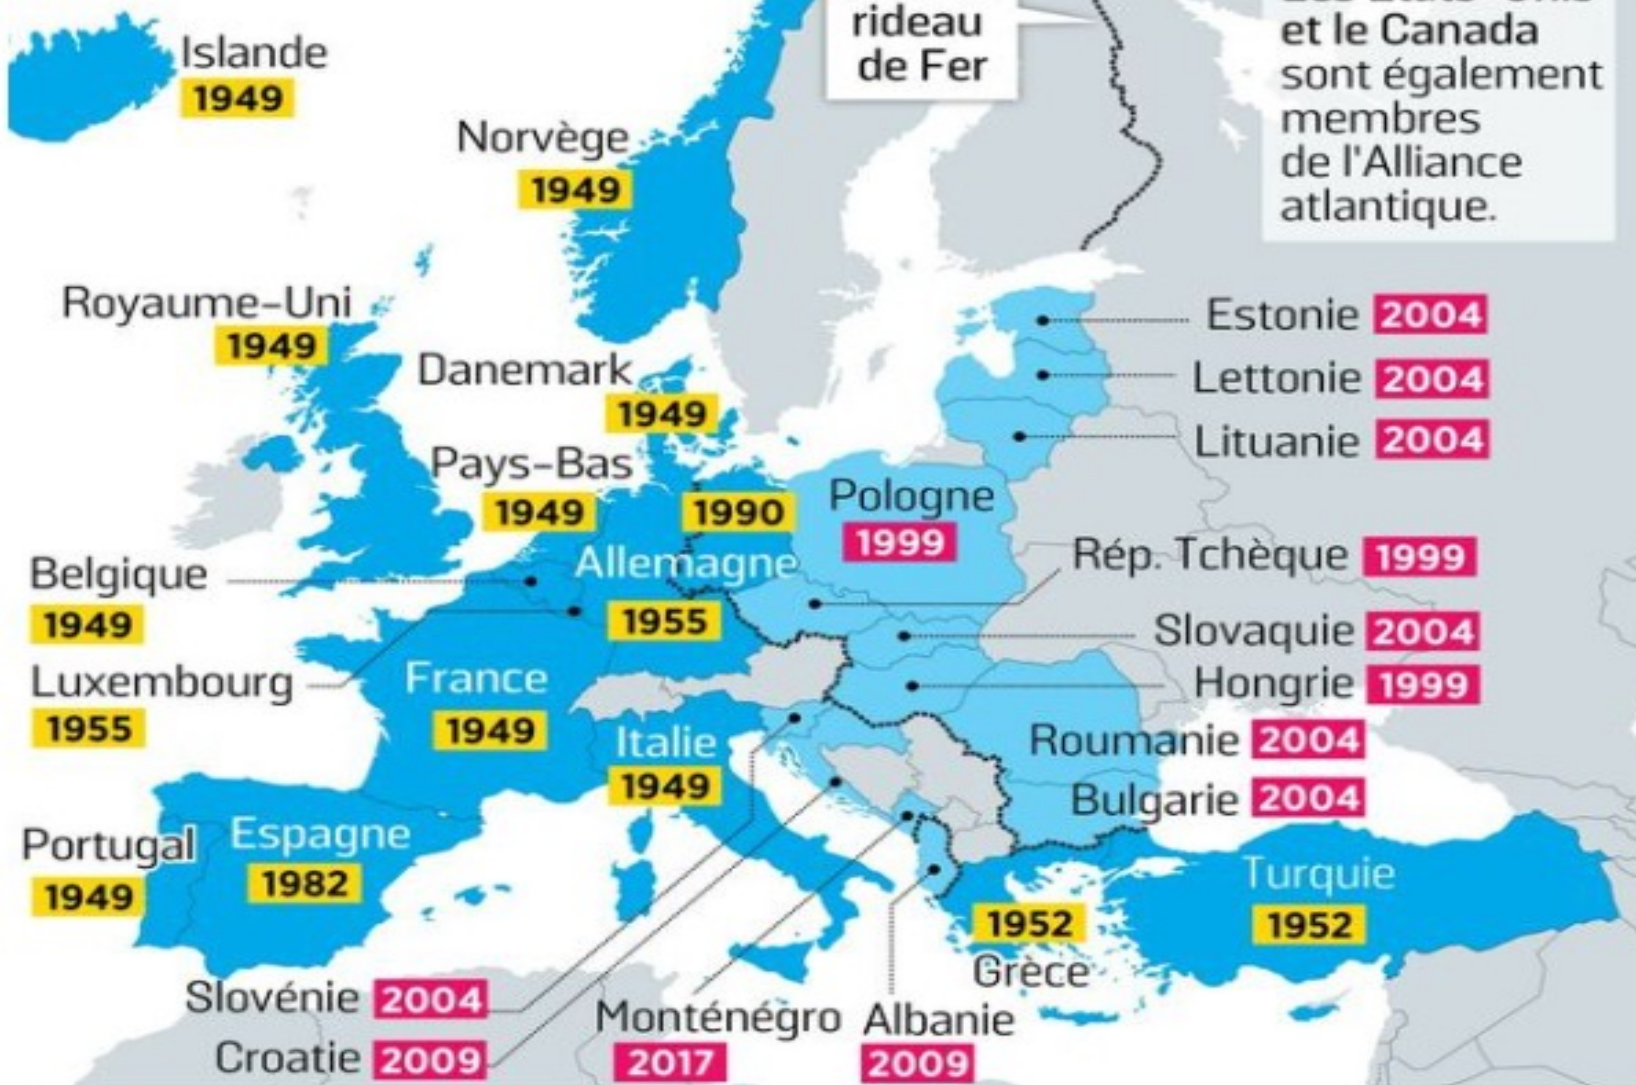 rideau
de Fer
et le Canada
sont également
membres
de l'Alliance
atlantique.
Islande
1949
Norvège
1949
Royaume-Uni
1949
Danemark
1949
Pays-Bas
1949
1990
Allemagne
1955
Belgique
1949
Luxembourg
1955
France
1949
Italie
1949
Portugal
1949
Espagne
1982
Estonie 2004
Lettonie 2004
Lituanie 2004
Pologne
1999
Rép. Tchèque 1999
Slovaquie 2004
Hongrie 1999
Roumanie 2004
Bulgarie 2004
Turquie
1952
1952
Grèce
Slovénie 2004
Croatie 2009
Monténégro
2017
Albanie
2009